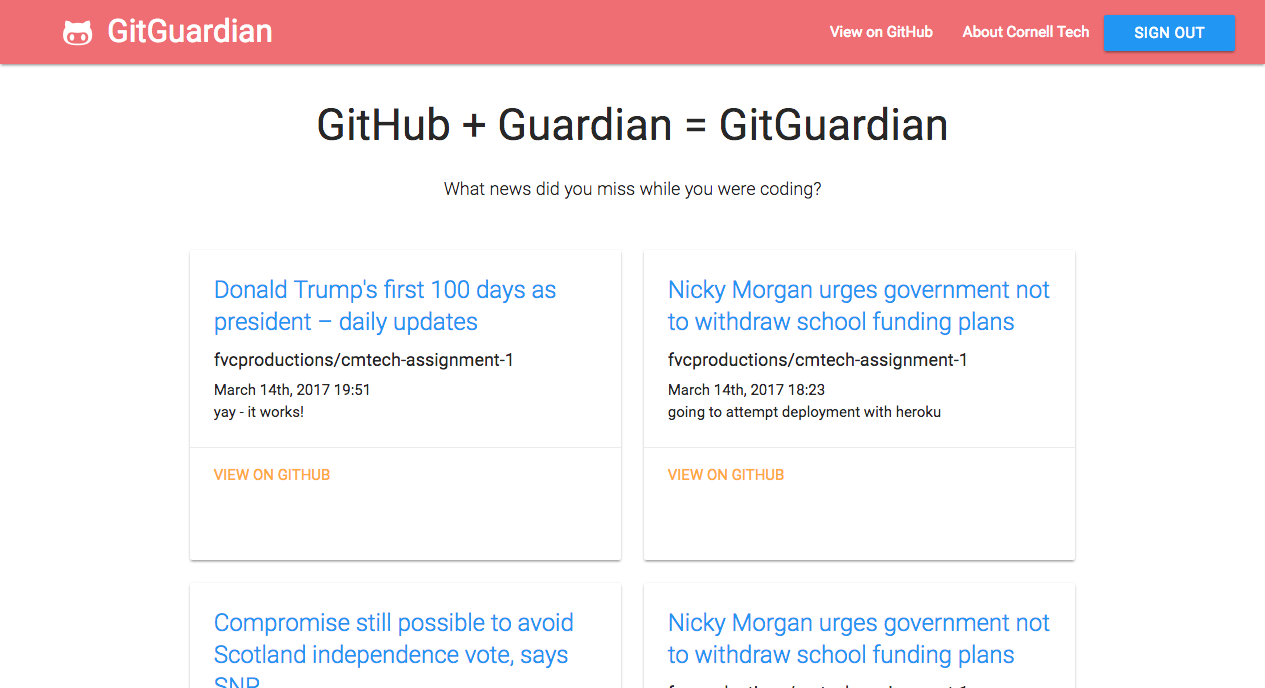 GitGuardian
View on GitHub
About Cornell Tech
SIGN OUT
GitHub + Guardian = GitGuardian
What news did you miss while you were coding?
Donald Trump's first 100 days as
president – daily updates
fvcproductions/cmtech-assignment-1
March 14th, 2017 19:51
yay - it works!
VIEW ON GITHUB
Nicky Morgan urges government not
to withdraw school funding plans
fvcproductions/cmtech-assignment-1
March 14th, 2017 18:23
going to attempt deployment with heroku
VIEW ON GITHUB
Compromise still possible to avoid
Scotland independence vote, says
SNP
Nicky Morgan urges government not
to withdraw school funding plans